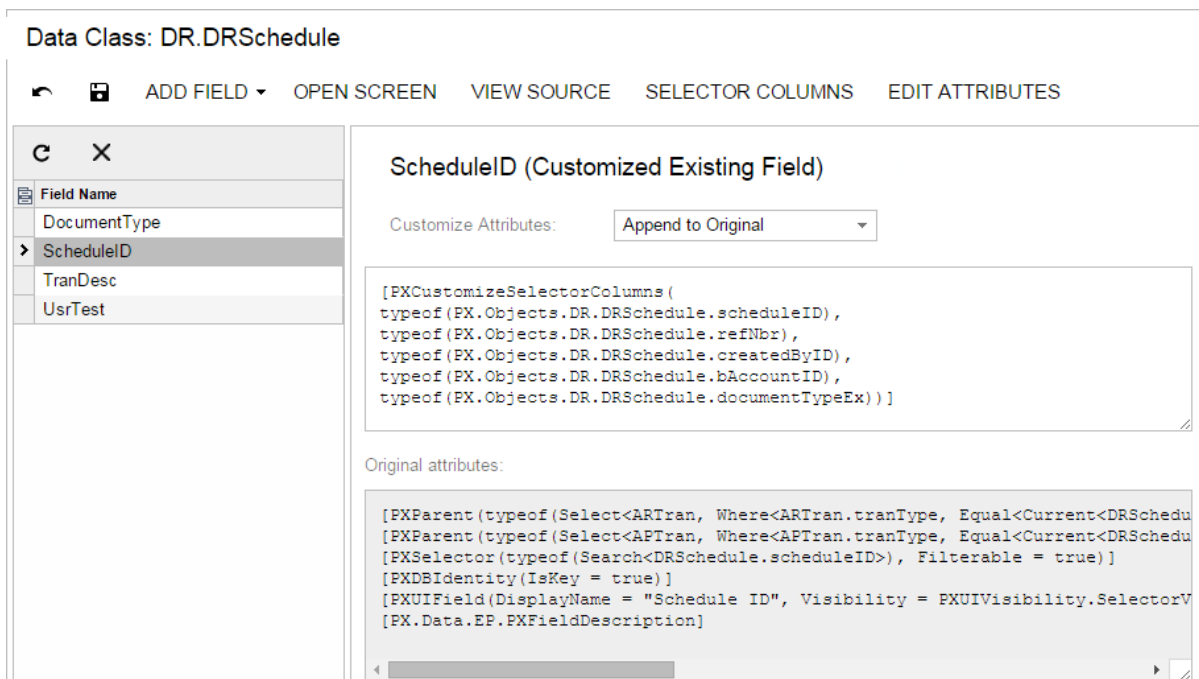 Data Class: DR.DRSchedule
ADD FIELD OPEN SCREEN VIEW SOURCE SELECTOR COLUMNS EDIT ATTRIBUTES
Field Name
DocumentType
ScheduleID
TranDesc
UsrTest
ScheduleID (Customized Existing Field)
Customize Attributes: Append to Original
[PXCustomizeSelectorColumns(
typeof(PX.Objects.DR.DRSchedule.scheduleID),
typeof(PX.Objects.DR.DRSchedule.refNbr),
typeof(PX.Objects.DR.DRSchedule.createdByID),
typeof(PX.Objects.DR.DRSchedule.bAccountID),
typeof(PX.Objects.DR.DRSchedule.documentTypeEx))]
Original attributes:
[PXParent(typeof(Select<ARTran, Where<ARTran.tranType, Equal<Current<DRSchedu
[PXParent(typeof(Select<APTran, Where<APTran.tranType, Equal<Current<DRSchedu
[PXSelector(typeof(Search<DRSchedule.scheduleID>), Filterable = true)]
[PXDBIdentity(IsKey = true)]
[PXUIField(DisplayName = "Schedule ID", Visibility = PXUIVisibility.SelectorV
[PX.Data.EP.PXFieldDescription]